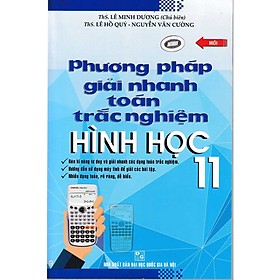 ThS. LÊ MINH DƯƠNG (Chủ biên)
ThS. LÊ HỒ QUÝ - NGUYỄN VĂN CƯỜNG
MỚI
Phương pháp
giải nhanh
toán
trắc nghiệm
HÌNH HỌC 11
Rèn kĩ năng tư duy và giải nhanh các dạng toán trắc nghiệm.
Hướng dẫn sử dụng máy tính để giải các bài tập.
Nhiều dạng toán, rõ ràng, dễ hiểu.
NHÀ XUẤT BẢN ĐẠI HỌC QUỐC GIA HÀ NỘI